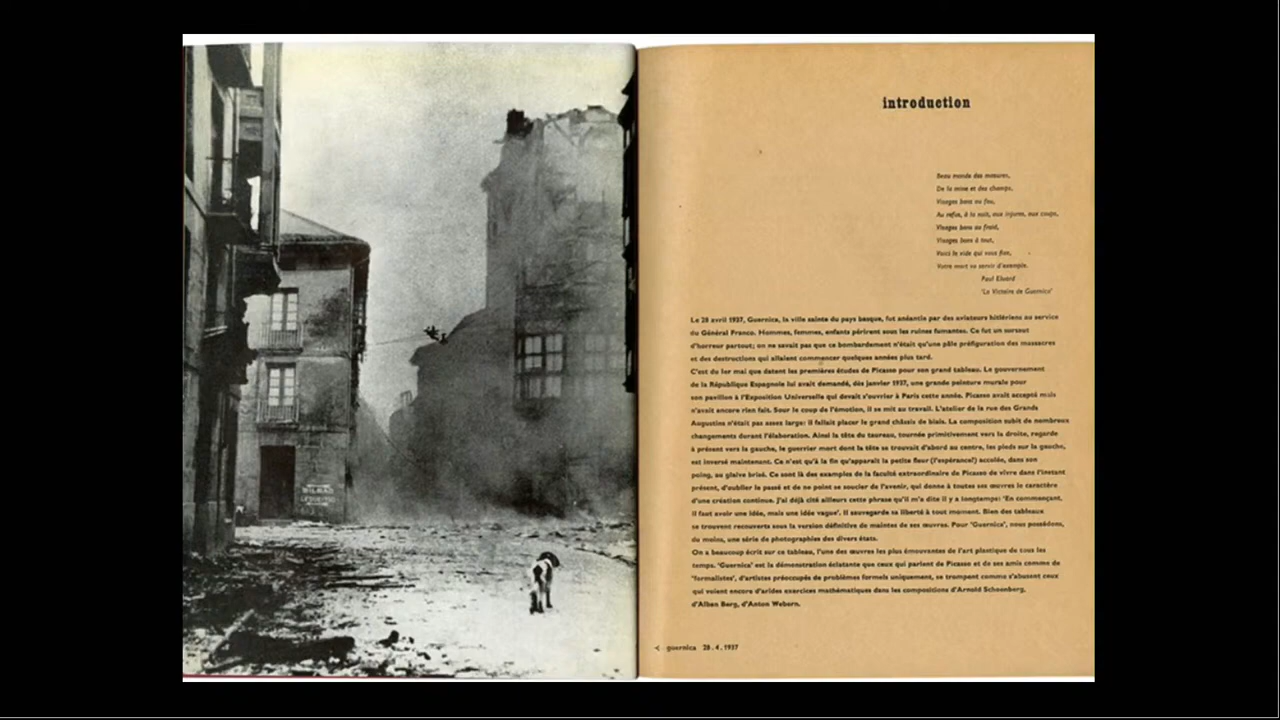 BILBAO
introduction
Beau monde des masures,
De la mine et des champs,
Visages bons au feu,
Au refus, à la nuit, aux injures, aux coups,
Visages bons au froid,
Visages bons à tout,
Voici le vide qui vous fixe,
Votre mort va servir d'exemple.
Paul Eluard
'La Victoire de Guernica'
Le 28 avril 1937, Guernica, la ville sainte du pays basque, fut anéantie par des aviateurs hitlériens au service
du Général Franco. Hommes, femmes, enfants périrent sous les ruines fumantes. Ce fut un sursaut
d'horreur partout; on ne savait pas que ce bombardement n'était qu'une pâle préfiguration des massacres
et des destructions qui allaient commencer quelques années plus tard.
C'est du 1er mai que datent les premières études de Picasso pour son grand tableau. Le gouvernement
de la République Espagnole lui avait demandé, dès janvier 1937, une grande peinture murale pour
son pavillon à l'Exposition Universelle qui devait s'ouvrier à Paris cette année. Picasso avait accepté mais
n'avait encore rien fait. Sour le coup de l'émotion, il se mit au travail. L'atelier de la rue des Grands
Augustins n'était pas assez large: il fallait placer le grand châssis de biais. La composition subit de nombreux
changements durant l'élaboration. Ainsi la tête du taureau, tournée primitivement vers la droite, regarde
à présent vers la gauche, le guerrier mort dont la tête se trouvait d'abord au centre, les pieds sur la gauche,
est inversé maintenant. Ce n'est qu'à la fin qu'apparaît la petite fleur (l'espérance?) accolée, dans son
poing, au glaive brisé. Ce sont là des examples de la faculté extraordinaire de Picasso de vivre dans l'instant
présent, d'oublier le passé et de ne point se soucier de l'avenir, qui donne à toutes ses œuvres le caractère
d'une création continue. J'ai déjà cité ailleurs cette phrase qu'il m'a dite il y a longtemps: 'En commençant,
il faut avoir une idée, mais une idée vague'. Il sauvegarde sa liberté à tout moment. Bien des tableaux
se trouvent recouverts sous la version définitive de maintes de ses œuvres. Pour 'Guernica', nous possédons,
du moins, une série de photographies des divers états.
On a beaucoup écrit sur ce tableau, l'une des œuvres les plus émouvantes de l'art plastique de tous les
temps. 'Guernica' est la démonstration éclatante que ceux qui parlent de Picasso et de ses amis comme de
'formalistes', d'artistes préoccupés de problèmes formels uniquement, se trompent comme s'abusent ceux
qui voient encore d'arides exercices mathématiques dans les compositions d'Arnold Schoenberg,
d'Alban Berg, d'Anton Webern.
< guernica 28.4.1937